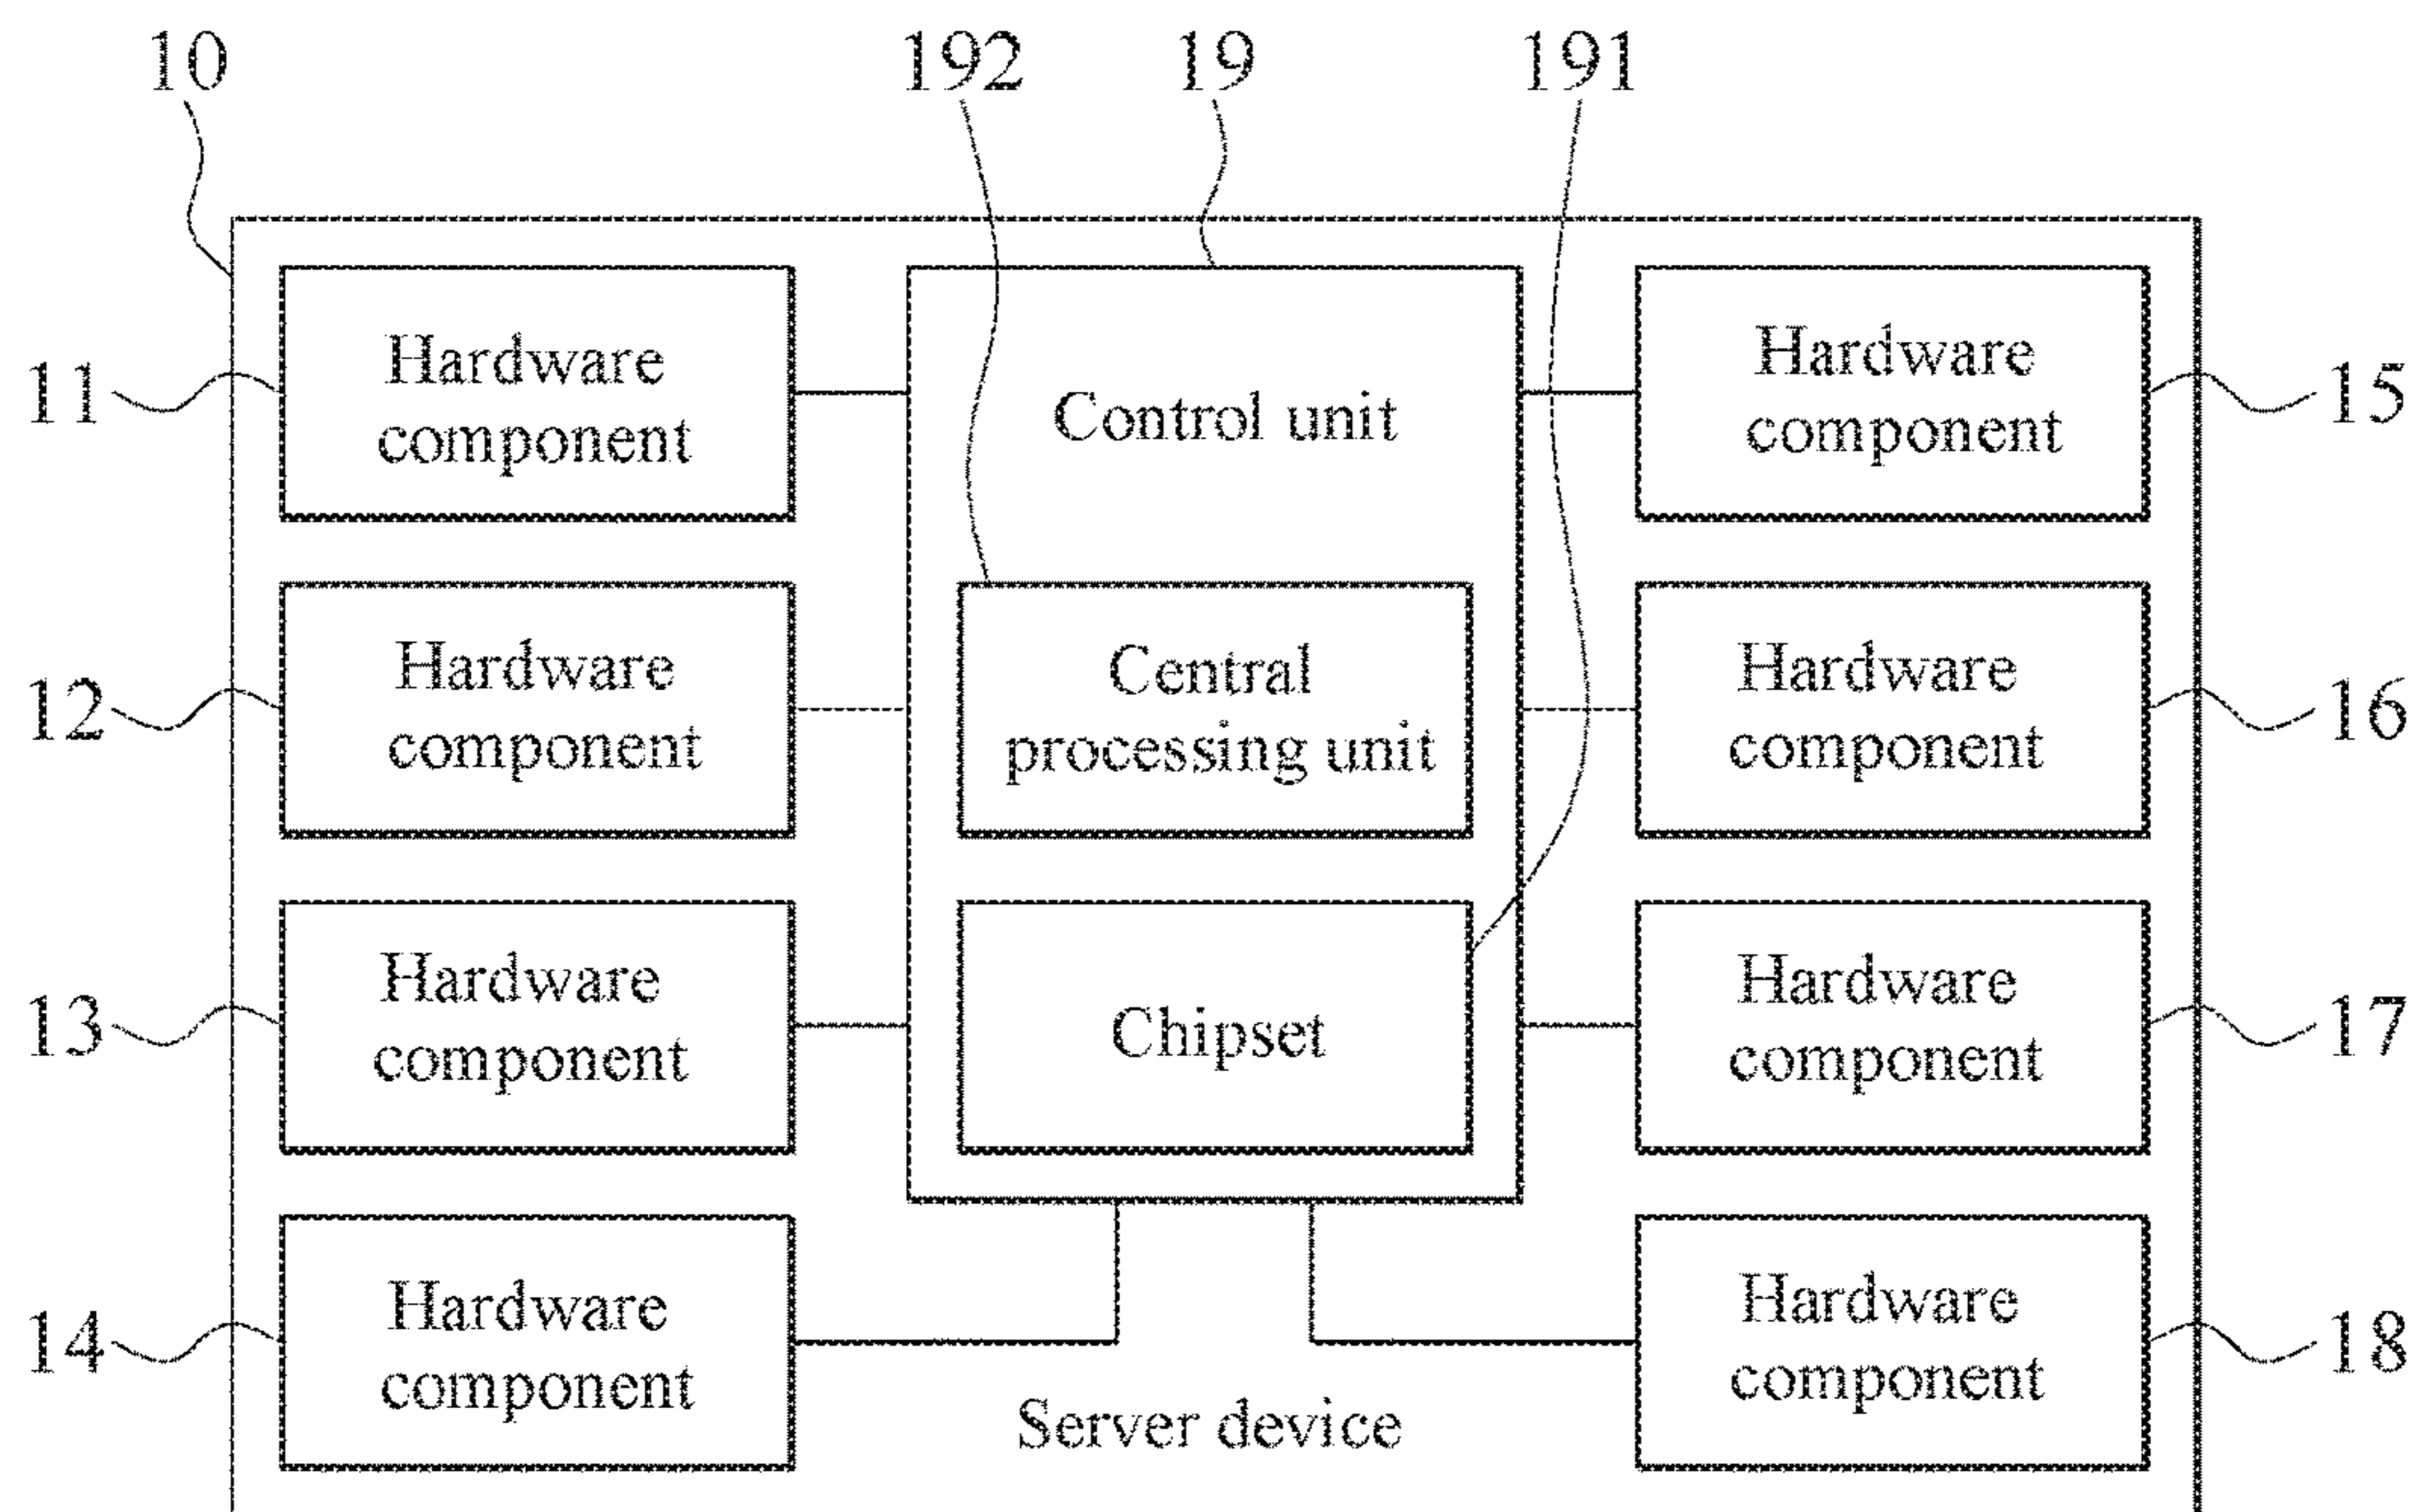 10
192
19
191
11
Hardware
component
Control unit
Hardware
component
15
12
Hardware
component
Central
processing unit
Hardware
component
16
13
Hardware
component
Chipset
Hardware
component
17
14
Hardware
component
Server device
Hardware
component
18